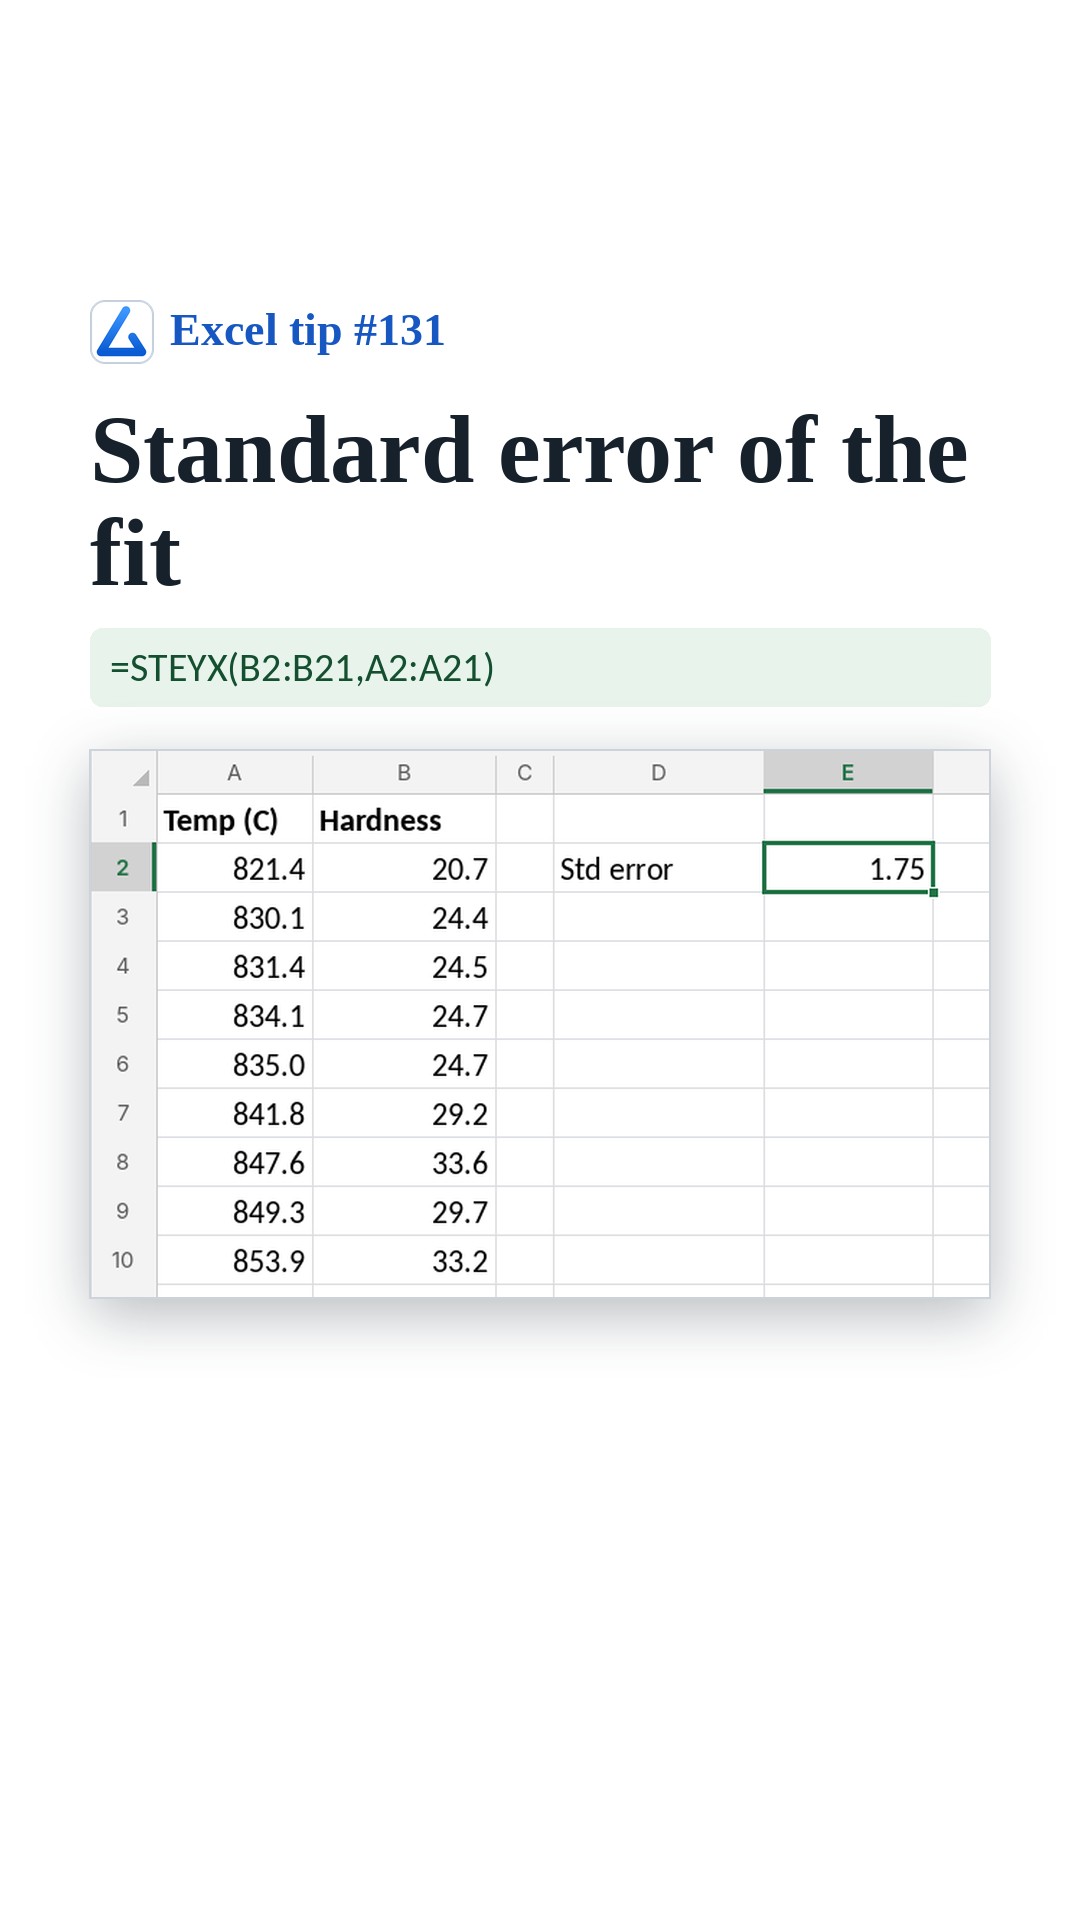 Excel tip #131
Standard error of the
fit
=STEYX(B2:B21,A2:A21)
A B C D E
1 Temp (C) Hardness
2 821.4 20.7 Std error 1.75
3 830.1 24.4
4 831.4 24.5
5 834.1 24.7
6 835.0 24.7
7 841.8 29.2
8 847.6 33.6
9 849.3 29.7
10 853.9 33.2